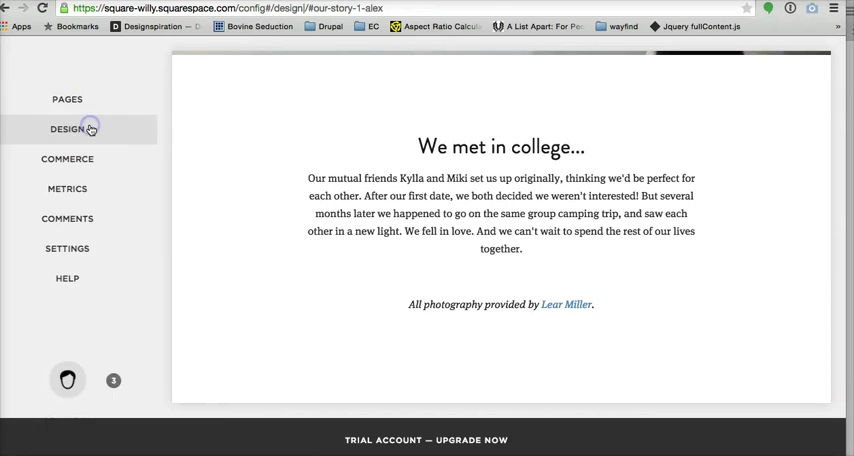 https://square-willy.squarespace.com/config#/design|/#our-story-1-alex
Apps Bookmarks Designspiration — D Bovine Seduction Drupal EC Aspect Ratio Calcula A List Apart: For Peo wayfind Jquery fullContent.js »
PAGES
DESIGN
COMMERCE
METRICS
COMMENTS
SETTINGS
HELP
3
We met in college...
Our mutual friends Kylla and Miki set us up originally, thinking we'd be perfect for
each other. After our first date, we both decided we weren't interested! But several
months later we happened to go on the same group camping trip, and saw each
other in a new light. We fell in love. And we can't wait to spend the rest of our lives
together.
All photography provided by Lear Miller.
TRIAL ACCOUNT — UPGRADE NOW